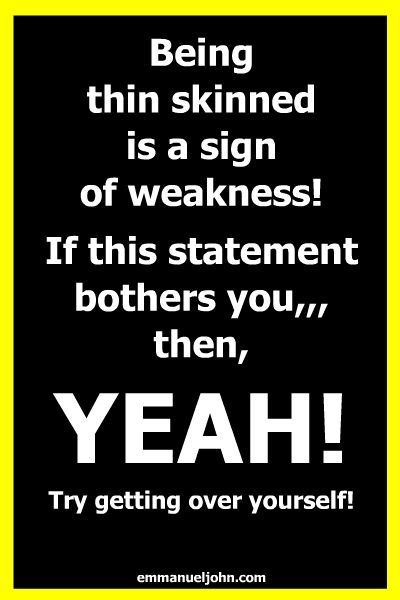 Being
thin skinned
is a sign
of weakness!
If this statement
bothers you,,,
then,
YEAH!
Try getting over yourself!
emmanueljohn.com